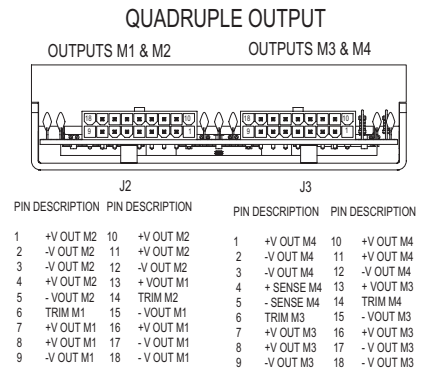 QUADRUPLE OUTPUT
OUTPUTS M1 & M2 OUTPUTS M3 & M4
18 10 18 10
9 1 9 1
J2 J3
PIN DESCRIPTION PIN DESCRIPTION
1 +V OUT M2 10 +V OUT M2
2 -V OUT M2 11 +V OUT M2
3 -V OUT M2 12 -V OUT M2
4 +V OUT M2 13 + VOUT M1
5 - VOUT M2 14 TRIM M2
6 TRIM M1 15 - VOUT M1
7 +V OUT M1 16 +V OUT M1
8 +V OUT M1 17 - V OUT M1
9 -V OUT M1 18 - V OUT M1
PIN DESCRIPTION PIN DESCRIPTION
1 +V OUT M4 10 +V OUT M4
2 -V OUT M4 11 +V OUT M4
3 -V OUT M4 12 -V OUT M4
4 + SENSE M4 13 + VOUT M3
5 - SENSE M4 14 TRIM M4
6 TRIM M3 15 - VOUT M3
7 +V OUT M3 16 +V OUT M3
8 +V OUT M3 17 - V OUT M3
9 -V OUT M3 18 - V OUT M3